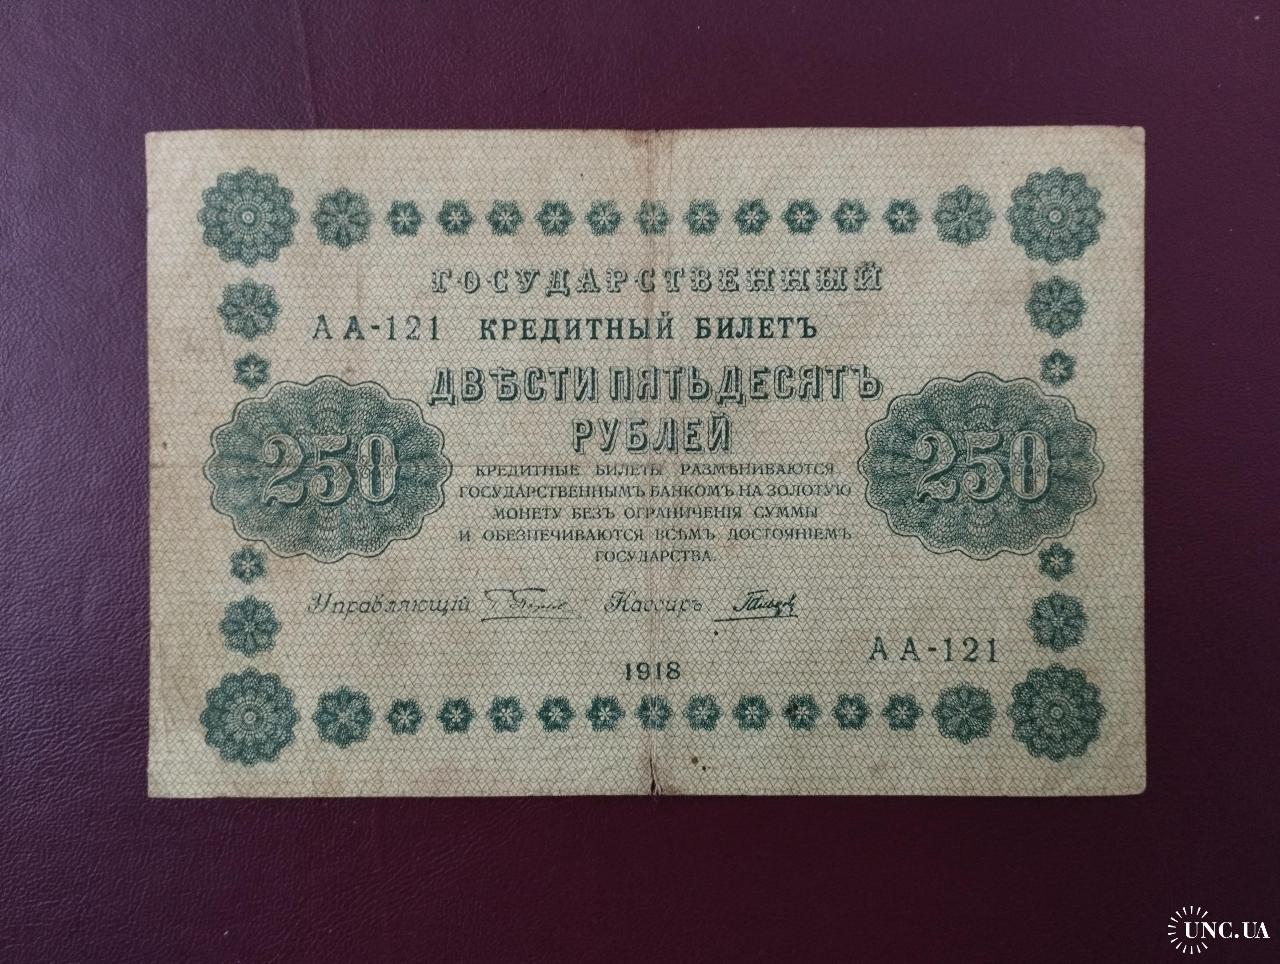 ГОСУДАРСТВЕННЫЙ
АА-121 КРЕДИТНЫЙ БИЛЕТЪ
ДВѢСТИ ПЯТЬДЕСЯТЪ
РУБЛЕЙ
250
250
КРЕДИТНЫЕ БИЛЕТЫ РАЗМѢНИВАЮТСЯ
ГОСУДАРСТВЕННЫМЪ БАНКОМЪ НА ЗОЛОТУЮ
МОНЕТУ БЕЗЪ ОГРАНИЧЕНІЯ СУММЫ
И ОБЕЗПЕЧИВАЮТСЯ ВСѢМЪ ДОСТОЯНІЕМЪ
ГОСУДАРСТВА.
Управляющій Кассиръ
АА-121
1918
UNC.UA